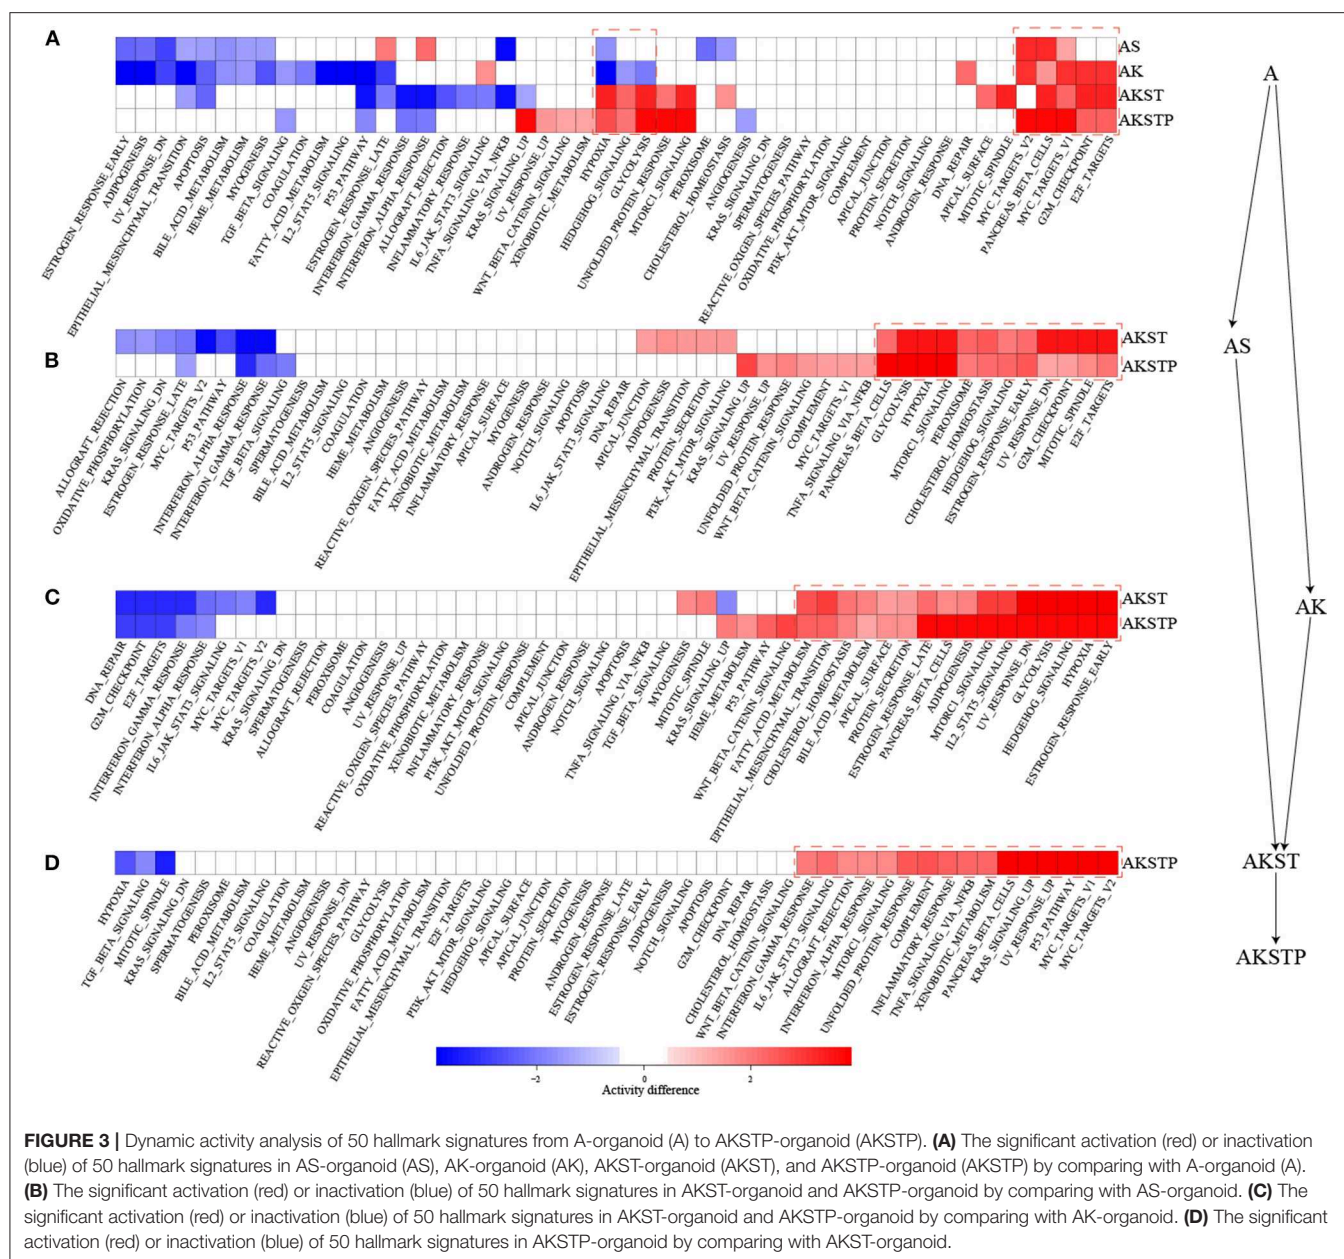 A
AS
AK
AKST
AKSTP
ESTROGEN_RESPONSE_EARLY
ADIPOGENESIS
UV_RESPONSE_DN
EPITHELIAL_MESENCHYMAL_TRANSITION
APOPTOSIS
BILE_ACID_METABOLISM
HEME_METABOLISM
MYOGENESIS
TGF_BETA_SIGNALING
COAGULATION
FATTY_ACID_METABOLISM
IL2_STAT5_SIGNALING
P53_PATHWAY
ESTROGEN_RESPONSE_LATE
INTERFERON_GAMMA_RESPONSE
INTERFERON_ALPHA_RESPONSE
ALLOGRAFT_REJECTION
INFLAMMATORY_RESPONSE
IL6_JAK_STAT3_SIGNALING
TNFA_SIGNALING_VIA_NFKB
KRAS_SIGNALING_UP
UV_RESPONSE_UP
WNT_BETA_CATENIN_SIGNALING
XENOBIOTIC_METABOLISM
HYPOXIA
HEDGEHOG_SIGNALING
GLYCOLYSIS
UNFOLDED_PROTEIN_RESPONSE
MTORC1_SIGNALING
PEROXISOME
CHOLESTEROL_HOMEOSTASIS
ANGIOGENESIS
KRAS_SIGNALING_DN
SPERMATOGENESIS
REACTIVE_OXIGEN_SPECIES_PATHWAY
OXIDATIVE_PHOSPHORYLATION
PI3K_AKT_MTOR_SIGNALING
COMPLEMENT
APICAL_JUNCTION
PROTEIN_SECRETION
NOTCH_SIGNALING
ANDROGEN_RESPONSE
DNA_REPAIR
APICAL_SURFACE
MITOTIC_SPINDLE
MYC_TARGETS_V2
PANCREAS_BETA_CELLS
MYC_TARGETS_V1
G2M_CHECKPOINT
E2F_TARGETS
B
AKST
AKSTP
ALLOGRAFT_REJECTION
OXIDATIVE_PHOSPHORYLATION
KRAS_SIGNALING_DN
ESTROGEN_RESPONSE_LATE
MYC_TARGETS_V2
P53_PATHWAY
INTERFERON_ALPHA_RESPONSE
INTERFERON_GAMMA_RESPONSE
TGF_BETA_SIGNALING
SPERMATOGENESIS
BILE_ACID_METABOLISM
IL2_STAT5_SIGNALING
COAGULATION
HEME_METABOLISM
ANGIOGENESIS
REACTIVE_OXIGEN_SPECIES_PATHWAY
FATTY_ACID_METABOLISM
XENOBIOTIC_METABOLISM
INFLAMMATORY_RESPONSE
APICAL_SURFACE
MYOGENESIS
ANDROGEN_RESPONSE
NOTCH_SIGNALING
APOPTOSIS
IL6_JAK_STAT3_SIGNALING
DNA_REPAIR
APICAL_JUNCTION
ADIPOGENESIS
EPITHELIAL_MESENCHYMAL_TRANSITION
PROTEIN_SECRETION
PI3K_AKT_MTOR_SIGNALING
KRAS_SIGNALING_UP
UV_RESPONSE_UP
UNFOLDED_PROTEIN_RESPONSE
WNT_BETA_CATENIN_SIGNALING
COMPLEMENT
MYC_TARGETS_V1
TNFA_SIGNALING_VIA_NFKB
PANCREAS_BETA_CELLS
GLYCOLYSIS
HYPOXIA
MTORC1_SIGNALING
PEROXISOME
CHOLESTEROL_HOMEOSTASIS
HEDGEHOG_SIGNALING
ESTROGEN_RESPONSE_EARLY
UV_RESPONSE_DN
G2M_CHECKPOINT
MITOTIC_SPINDLE
E2F_TARGETS
C
AKST
AKSTP
DNA_REPAIR
G2M_CHECKPOINT
E2F_TARGETS
INTERFERON_GAMMA_RESPONSE
INTERFERON_ALPHA_RESPONSE
IL6_JAK_STAT3_SIGNALING
MYC_TARGETS_V1
MYC_TARGETS_V2
KRAS_SIGNALING_DN
SPERMATOGENESIS
ALLOGRAFT_REJECTION
PEROXISOME
COAGULATION
ANGIOGENESIS
UV_RESPONSE_UP
REACTIVE_OXIGEN_SPECIES_PATHWAY
OXIDATIVE_PHOSPHORYLATION
XENOBIOTIC_METABOLISM
INFLAMMATORY_RESPONSE
PI3K_AKT_MTOR_SIGNALING
UNFOLDED_PROTEIN_RESPONSE
COMPLEMENT
APICAL_JUNCTION
ANDROGEN_RESPONSE
NOTCH_SIGNALING
APOPTOSIS
TNFA_SIGNALING_VIA_NFKB
TGF_BETA_SIGNALING
MYOGENESIS
MITOTIC_SPINDLE
KRAS_SIGNALING_UP
HEME_METABOLISM
P53_PATHWAY
WNT_BETA_CATENIN_SIGNALING
FATTY_ACID_METABOLISM
EPITHELIAL_MESENCHYMAL_TRANSITION
CHOLESTEROL_HOMEOSTASIS
BILE_ACID_METABOLISM
APICAL_SURFACE
PROTEIN_SECRETION
ESTROGEN_RESPONSE_LATE
PANCREAS_BETA_CELLS
ADIPOGENESIS
MTORC1_SIGNALING
IL2_STAT5_SIGNALING
UV_RESPONSE_DN
GLYCOLYSIS
HEDGEHOG_SIGNALING
HYPOXIA
ESTROGEN_RESPONSE_EARLY
D
AKSTP
HYPOXIA
TGF_BETA_SIGNALING
MITOTIC_SPINDLE
KRAS_SIGNALING_DN
SPERMATOGENESIS
PEROXISOME
BILE_ACID_METABOLISM
IL2_STAT5_SIGNALING
COAGULATION
HEME_METABOLISM
ANGIOGENESIS
UV_RESPONSE_DN
REACTIVE_OXIGEN_SPECIES_PATHWAY
GLYCOLYSIS
OXIDATIVE_PHOSPHORYLATION
FATTY_ACID_METABOLISM
EPITHELIAL_MESENCHYMAL_TRANSITION
E2F_TARGETS
PI3K_AKT_MTOR_SIGNALING
HEDGEHOG_SIGNALING
APICAL_SURFACE
APICAL_JUNCTION
PROTEIN_SECRETION
MYOGENESIS
ANDROGEN_RESPONSE
ESTROGEN_RESPONSE_LATE
ESTROGEN_RESPONSE_EARLY
ADIPOGENESIS
NOTCH_SIGNALING
APOPTOSIS
G2M_CHECKPOINT
DNA_REPAIR
CHOLESTEROL_HOMEOSTASIS
WNT_BETA_CATENIN_SIGNALING
INTERFERON_GAMMA_RESPONSE
IL6_JAK_STAT3_SIGNALING
ALLOGRAFT_REJECTION
INTERFERON_ALPHA_RESPONSE
MTORC1_SIGNALING
UNFOLDED_PROTEIN_RESPONSE
COMPLEMENT
INFLAMMATORY_RESPONSE
TNFA_SIGNALING_VIA_NFKB
XENOBIOTIC_METABOLISM
PANCREAS_BETA_CELLS
KRAS_SIGNALING_UP
UV_RESPONSE_UP
P53_PATHWAY
MYC_TARGETS_V1
MYC_TARGETS_V2
−2
0
2
Activity difference
A
AS
AK
AKST
AKSTP
FIGURE 3 | Dynamic activity analysis of 50 hallmark signatures from A-organoid (A) to AKSTP-organoid (AKSTP). (A) The significant activation (red) or inactivation
(blue) of 50 hallmark signatures in AS-organoid (AS), AK-organoid (AK), AKST-organoid (AKST), and AKSTP-organoid (AKSTP) by comparing with A-organoid (A).
(B) The significant activation (red) or inactivation (blue) of 50 hallmark signatures in AKST-organoid and AKSTP-organoid by comparing with AS-organoid. (C) The
significant activation (red) or inactivation (blue) of 50 hallmark signatures in AKST-organoid and AKSTP-organoid by comparing with AK-organoid. (D) The significant
activation (red) or inactivation (blue) of 50 hallmark signatures in AKSTP-organoid by comparing with AKST-organoid.